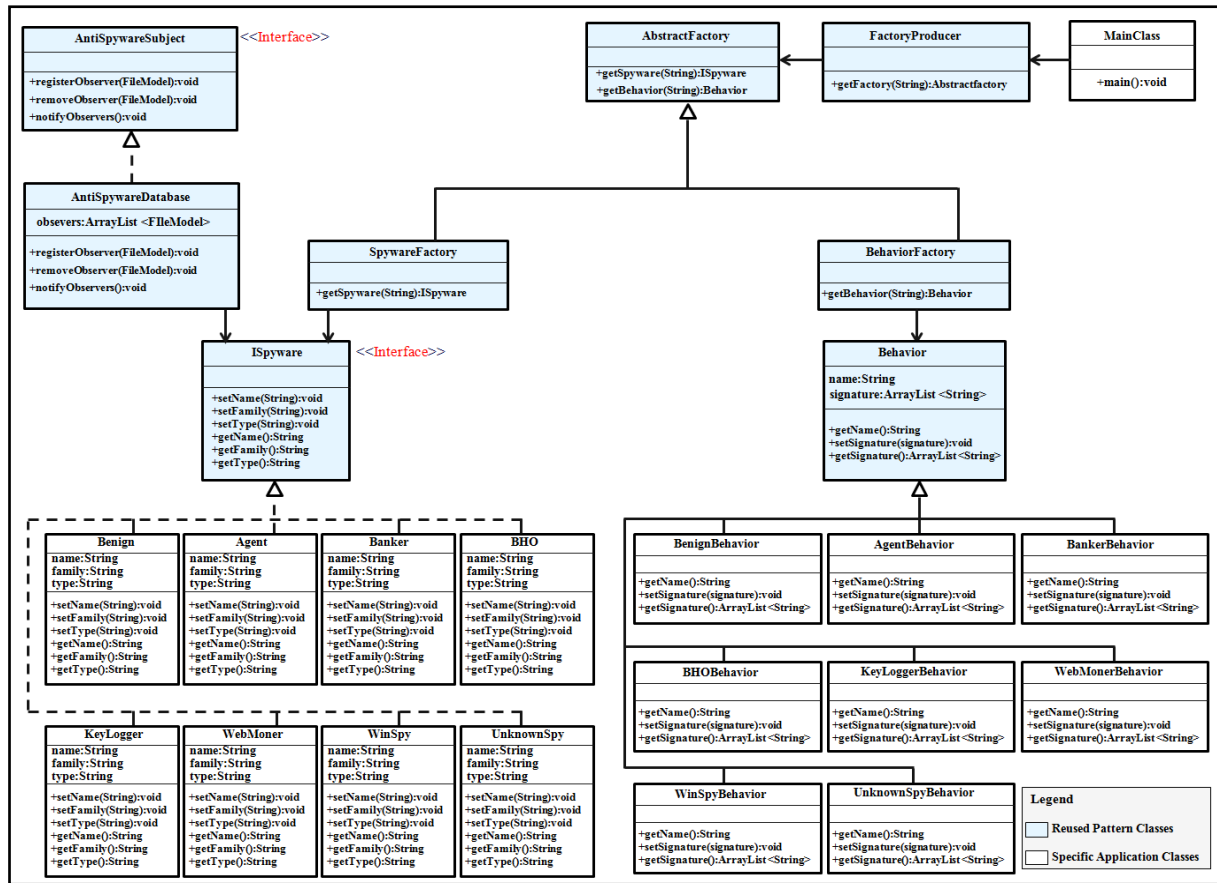 AntiSpywareSubject
<<Interface>>
+registerObserver(FileModel):void
+removeObserver(FileModel):void
+notifyObservers():void
AbstractFactory
+getSpyware(String):ISpyware
+getBehavior(String):Behavior
FactoryProducer
+getFactory(String):Abstractfactory
MainClass
+main():void
AntiSpywareDatabase
obsevers:ArrayList <FIleModel>
+registerObserver(FileModel):void
+removeObserver(FileModel):void
+notifyObservers():void
SpywareFactory
+getSpyware(String):ISpyware
BehaviorFactory
+getBehavior(String):Behavior
ISpyware
<<Interface>>
+setName(String):void
+setFamily(String):void
+setType(String):void
+getName():String
+getFamily():String
+getType():String
Behavior
name:String
signature:ArrayList <String>
+getName():String
+setSignature(signature):void
+getSignature():ArrayList <String>
Benign
name:String
family:String
type:String
+setName(String):void
+setFamily(String):void
+setType(String):void
+getName():String
+getFamily():String
+getType():String
Agent
name:String
family:String
type:String
+setName(String):void
+setFamily(String):void
+setType(String):void
+getName():String
+getFamily():String
+getType():String
Banker
name:String
family:String
type:String
+setName(String):void
+setFamily(String):void
+setType(String):void
+getName():String
+getFamily():String
+getType():String
BHO
name:String
family:String
type:String
+setName(String):void
+setFamily(String):void
+setType(String):void
+getName():String
+getFamily():String
+getType():String
BenignBehavior
+getName():String
+setSignature(signature):void
+getSignature():ArrayList <String>
AgentBehavior
+getName():String
+setSignature(signature):void
+getSignature():ArrayList <String>
BankerBehavior
+getName():String
+setSignature(signature):void
+getSignature():ArrayList <String>
BHOBehavior
+getName():String
+setSignature(signature):void
+getSignature():ArrayList <String>
KeyLoggerBehavior
+getName():String
+setSignature(signature):void
+getSignature():ArrayList <String>
WebMonerBehavior
+getName():String
+setSignature(signature):void
+getSignature():ArrayList <String>
KeyLogger
name:String
family:String
type:String
+setName(String):void
+setFamily(String):void
+setType(String):void
+getName():String
+getFamily():String
+getType():String
WebMoner
name:String
family:String
type:String
+setName(String):void
+setFamily(String):void
+setType(String):void
+getName():String
+getFamily():String
+getType():String
WinSpy
name:String
family:String
type:String
+setName(String):void
+setFamily(String):void
+setType(String):void
+getName():String
+getFamily():String
+getType():String
UnknownSpy
name:String
family:String
type:String
+setName(String):void
+setFamily(String):void
+setType(String):void
+getName():String
+getFamily():String
+getType():String
WinSpyBehavior
+getName():String
+setSignature(signature):void
+getSignature():ArrayList <String>
UnknownSpyBehavior
+getName():String
+setSignature(signature):void
+getSignature():ArrayList <String>
Legend
Reused Pattern Classes
Specific Application Classes